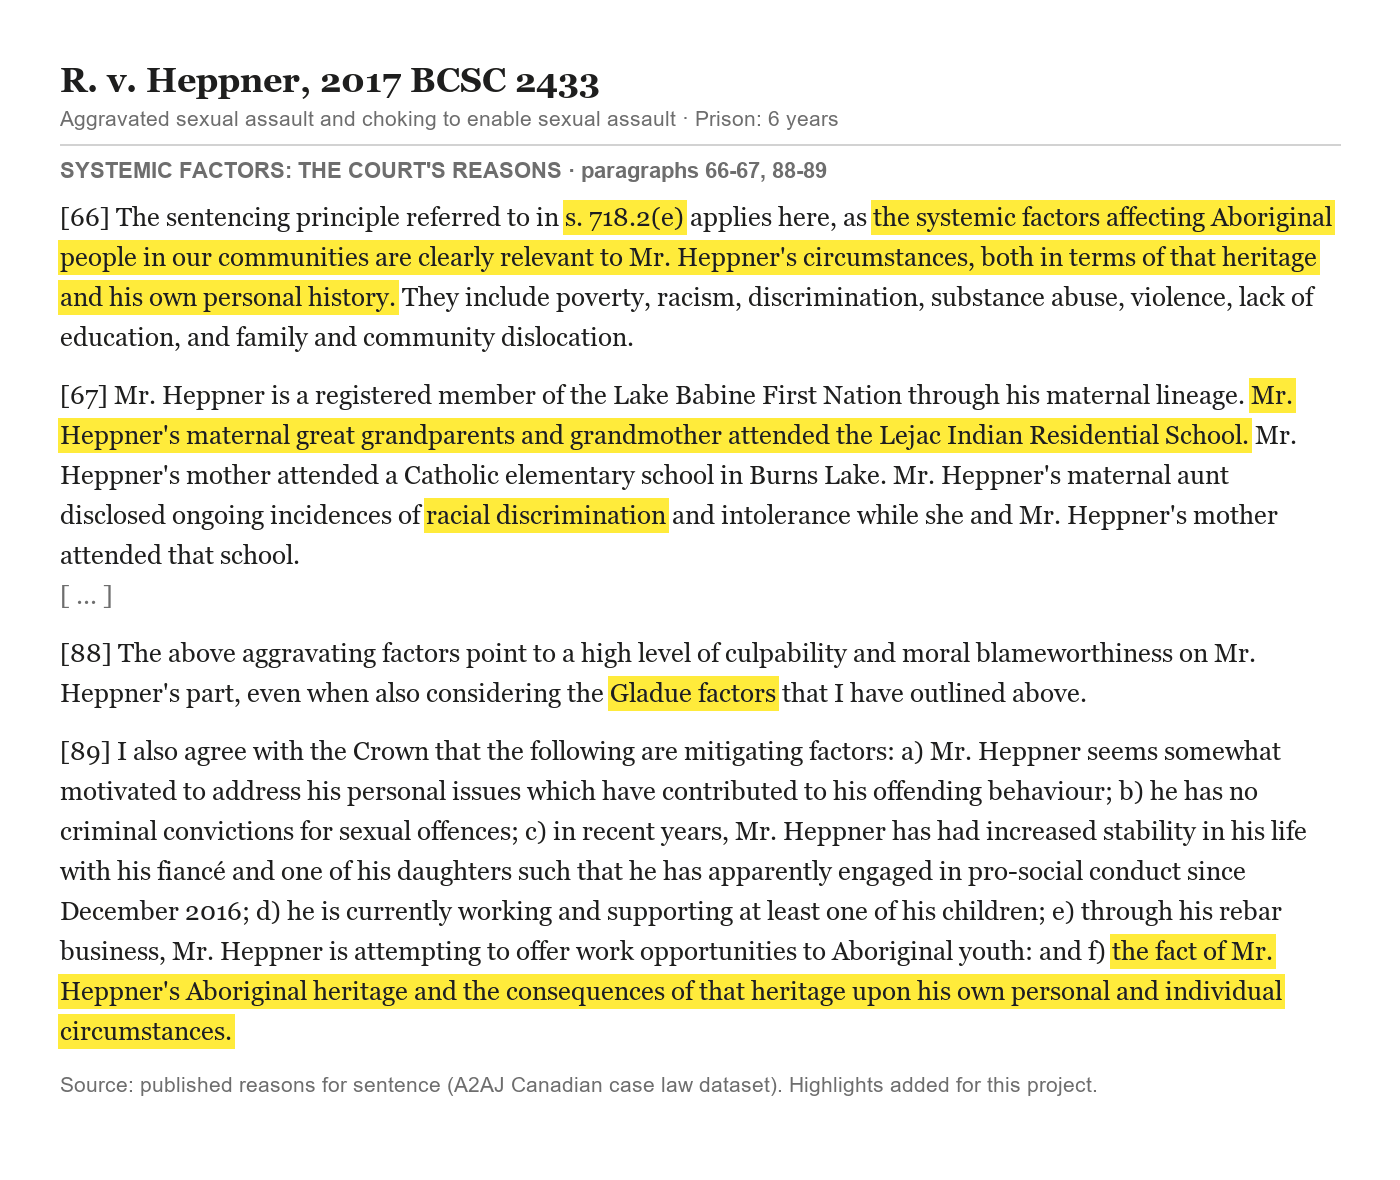 R. v. Heppner, 2017 BCSC 2433
Aggravated sexual assault and choking to enable sexual assault · Prison: 6 years
SYSTEMIC FACTORS: THE COURT'S REASONS · paragraphs 66-67, 88-89
[66] The sentencing principle referred to in s. 718.2(e) applies here, as the systemic factors affecting Aboriginal
people in our communities are clearly relevant to Mr. Heppner's circumstances, both in terms of that heritage
and his own personal history. They include poverty, racism, discrimination, substance abuse, violence, lack of
education, and family and community dislocation.
[67] Mr. Heppner is a registered member of the Lake Babine First Nation through his maternal lineage. Mr.
Heppner's maternal great grandparents and grandmother attended the Lejac Indian Residential School. Mr.
Heppner's mother attended a Catholic elementary school in Burns Lake. Mr. Heppner's maternal aunt
disclosed ongoing incidences of racial discrimination and intolerance while she and Mr. Heppner's mother
attended that school.
[ ... ]
[88] The above aggravating factors point to a high level of culpability and moral blameworthiness on Mr.
Heppner's part, even when also considering the Gladue factors that I have outlined above.
[89] I also agree with the Crown that the following are mitigating factors: a) Mr. Heppner seems somewhat
motivated to address his personal issues which have contributed to his offending behaviour; b) he has no
criminal convictions for sexual offences; c) in recent years, Mr. Heppner has had increased stability in his life
with his fiancé and one of his daughters such that he has apparently engaged in pro-social conduct since
December 2016; d) he is currently working and supporting at least one of his children; e) through his rebar
business, Mr. Heppner is attempting to offer work opportunities to Aboriginal youth: and f) the fact of Mr.
Heppner's Aboriginal heritage and the consequences of that heritage upon his own personal and individual
circumstances.
Source: published reasons for sentence (A2AJ Canadian case law dataset). Highlights added for this project.